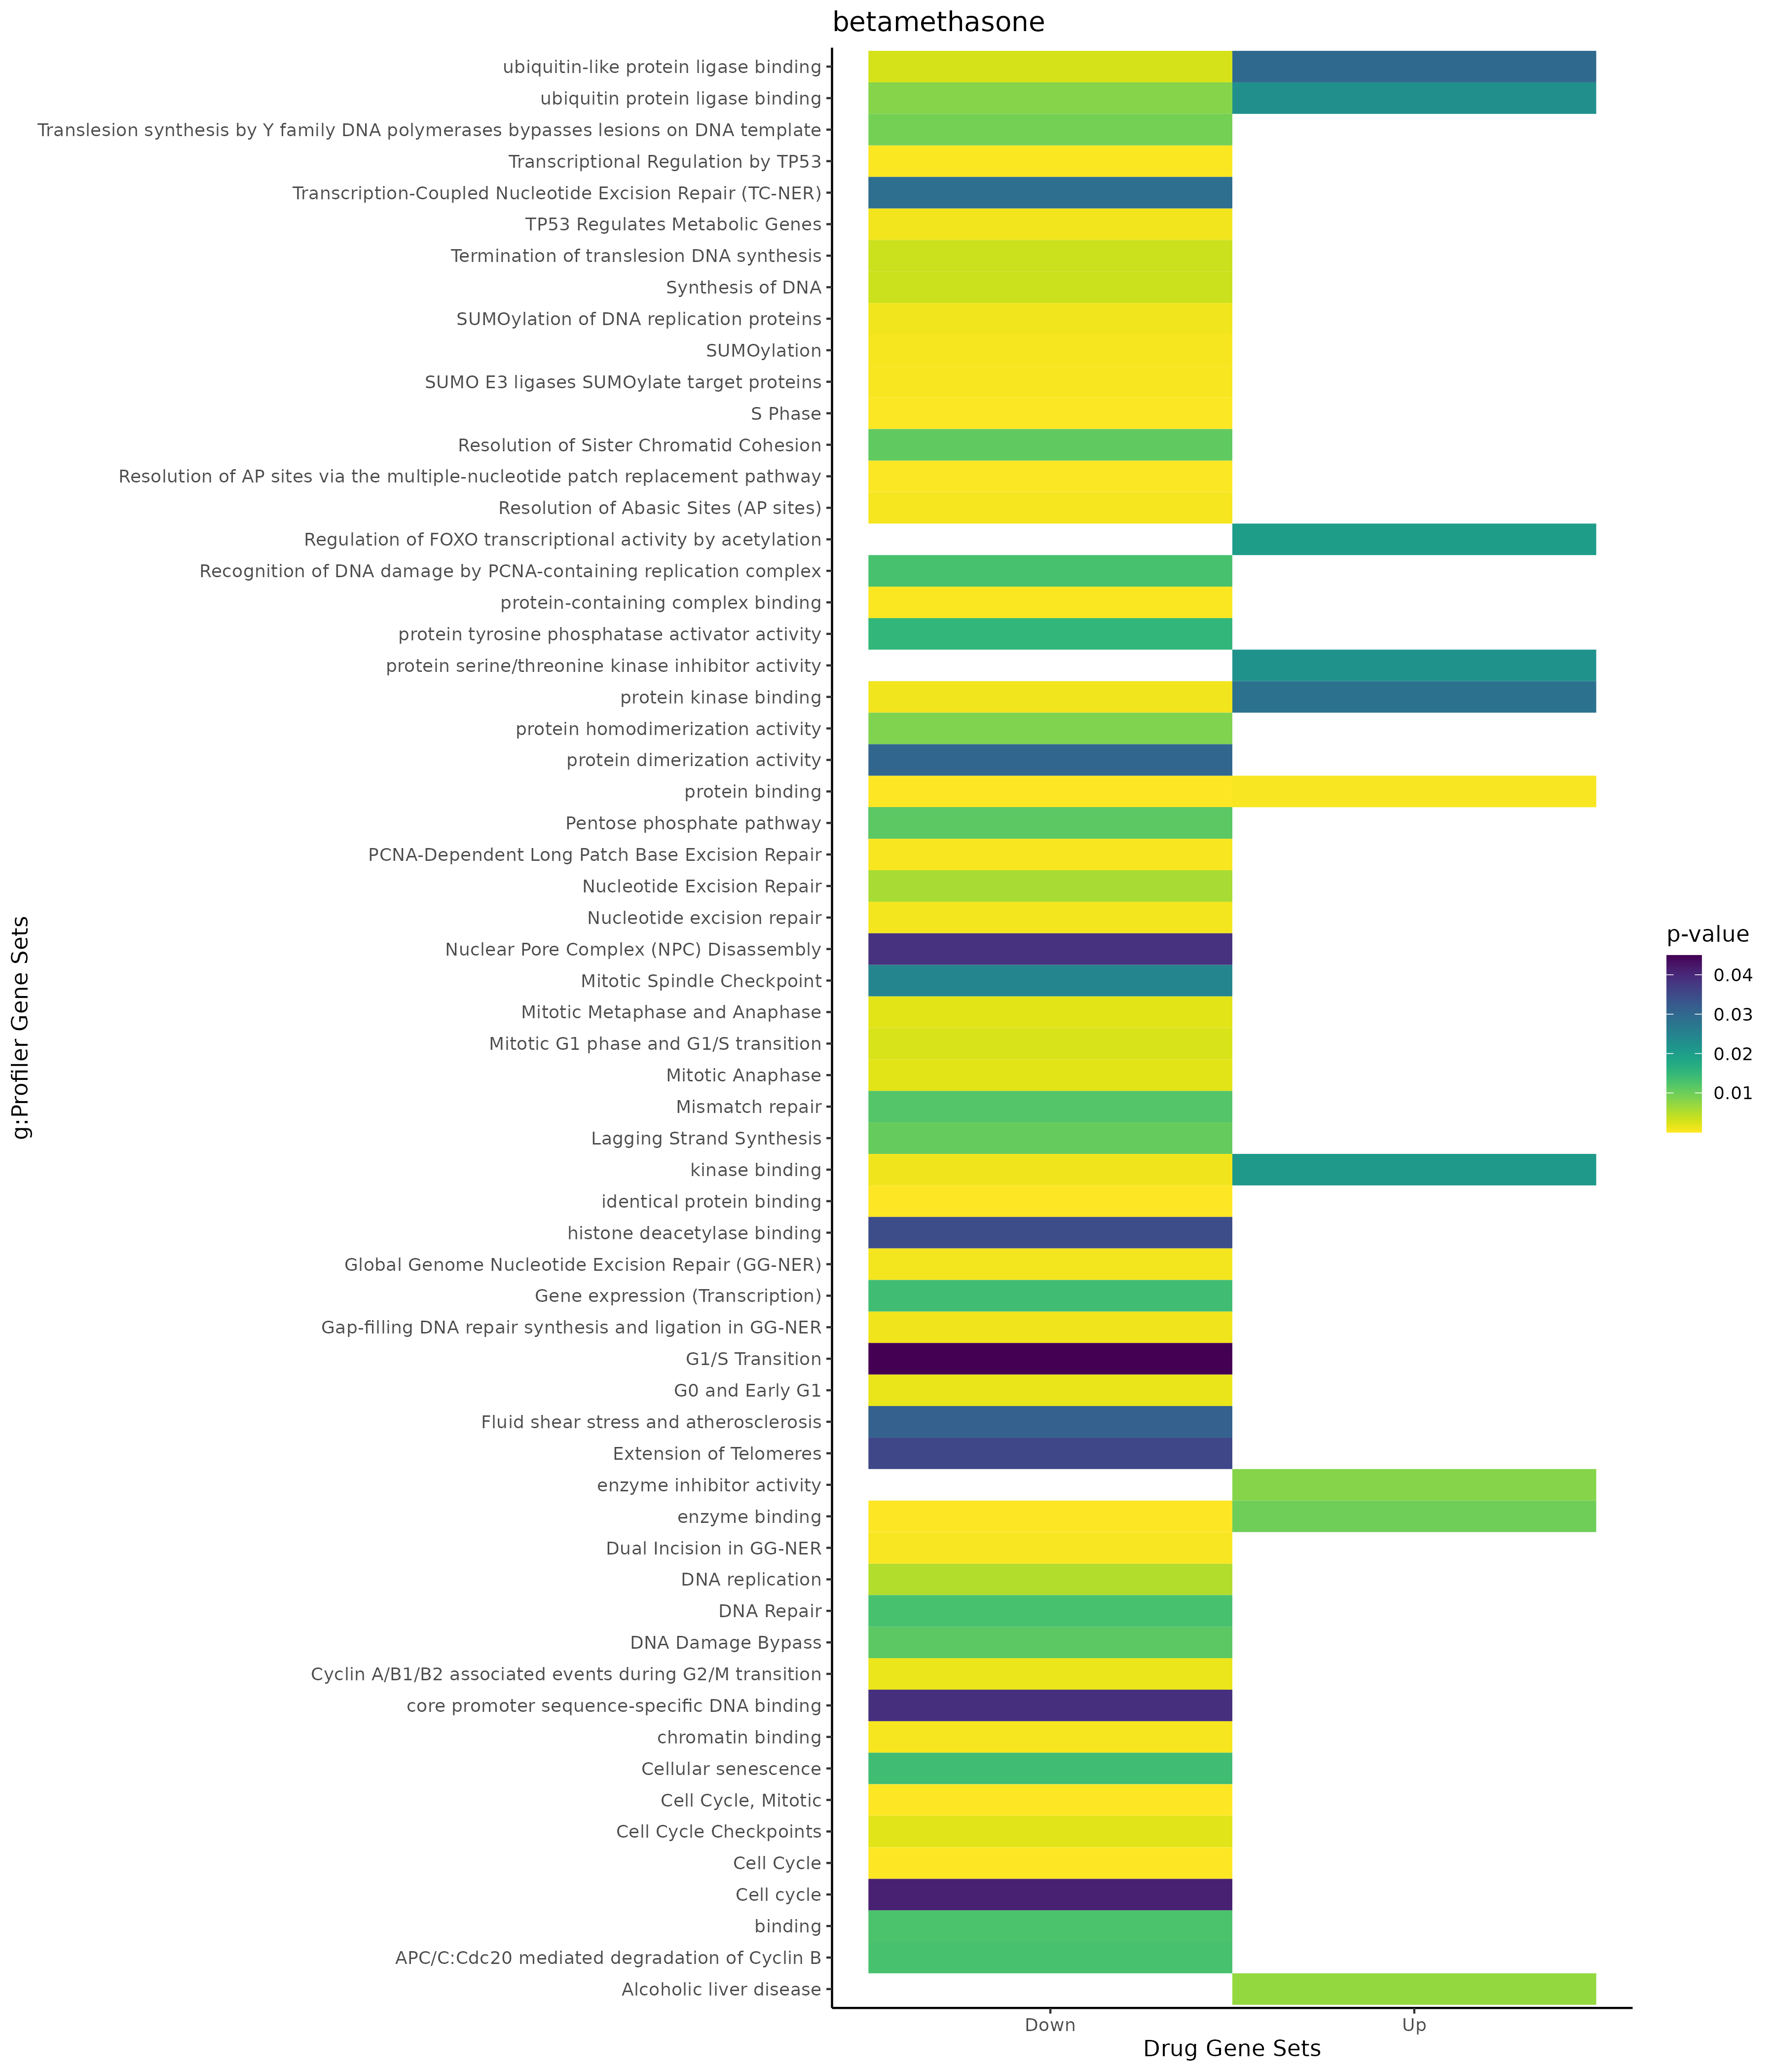 betamethasone
ubiquitin-like protein ligase binding
ubiquitin protein ligase binding
Translesion synthesis by Y family DNA polymerases bypasses lesions on DNA template
Transcriptional Regulation by TP53
Transcription-Coupled Nucleotide Excision Repair (TC-NER)
TP53 Regulates Metabolic Genes
Termination of translesion DNA synthesis
Synthesis of DNA
SUMOylation of DNA replication proteins
SUMOylation
SUMO E3 ligases SUMOylate target proteins
S Phase
Resolution of Sister Chromatid Cohesion
Resolution of AP sites via the multiple-nucleotide patch replacement pathway
Resolution of Abasic Sites (AP sites)
Regulation of FOXO transcriptional activity by acetylation
Recognition of DNA damage by PCNA-containing replication complex
protein-containing complex binding
protein tyrosine phosphatase activator activity
protein serine/threonine kinase inhibitor activity
protein kinase binding
protein homodimerization activity
protein dimerization activity
protein binding
Pentose phosphate pathway
PCNA-Dependent Long Patch Base Excision Repair
Nucleotide Excision Repair
Nucleotide excision repair
Nuclear Pore Complex (NPC) Disassembly
Mitotic Spindle Checkpoint
Mitotic Metaphase and Anaphase
Mitotic G1 phase and G1/S transition
Mitotic Anaphase
Mismatch repair
Lagging Strand Synthesis
kinase binding
identical protein binding
histone deacetylase binding
Global Genome Nucleotide Excision Repair (GG-NER)
Gene expression (Transcription)
Gap-filling DNA repair synthesis and ligation in GG-NER
G1/S Transition
G0 and Early G1
Fluid shear stress and atherosclerosis
Extension of Telomeres
enzyme inhibitor activity
enzyme binding
Dual Incision in GG-NER
DNA replication
DNA Repair
DNA Damage Bypass
Cyclin A/B1/B2 associated events during G2/M transition
core promoter sequence-specific DNA binding
chromatin binding
Cellular senescence
Cell Cycle, Mitotic
Cell Cycle Checkpoints
Cell Cycle
Cell cycle
binding
APC/C:Cdc20 mediated degradation of Cyclin B
Alcoholic liver disease
g:Profiler Gene Sets
Down
Up
Drug Gene Sets
p-value
0.04
0.03
0.02
0.01